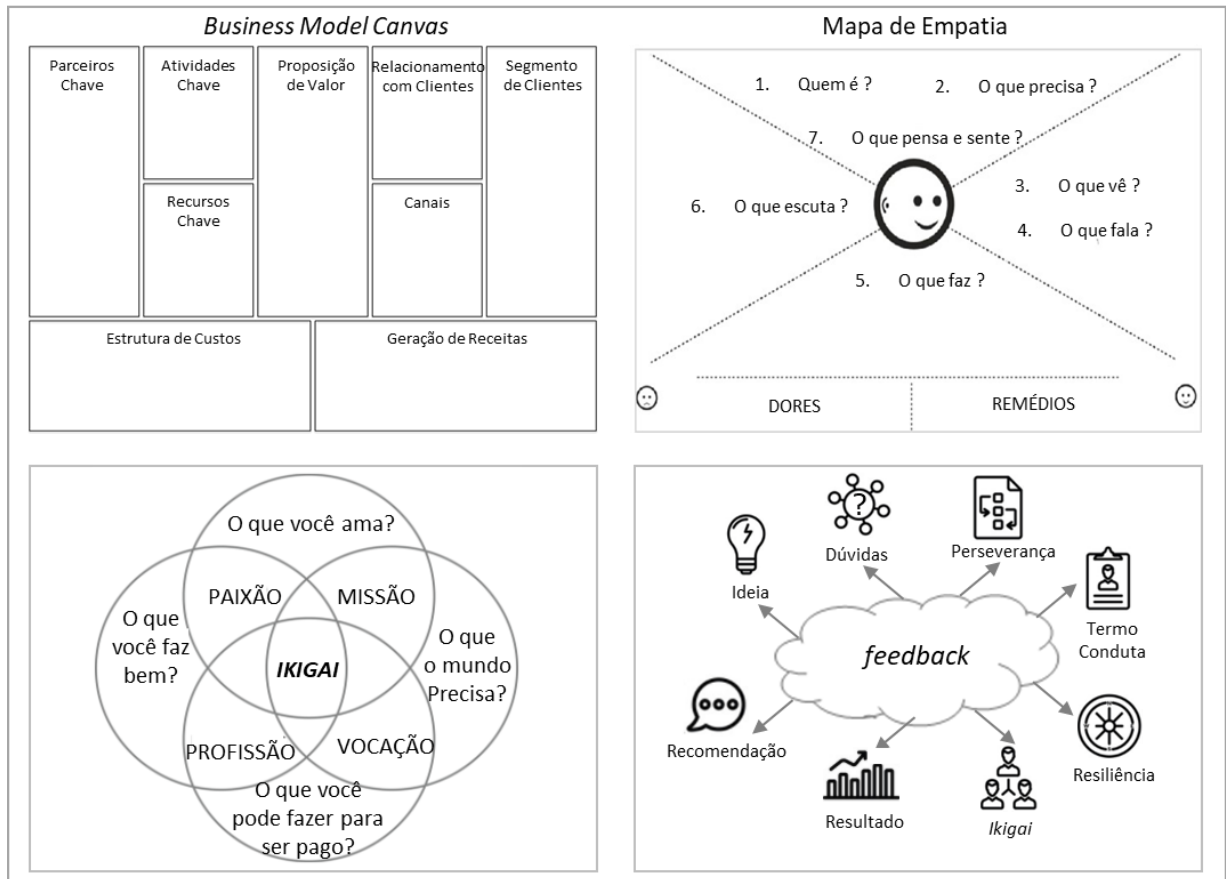 Business Model Canvas
Parceiros
Chave
Atividades
Chave
Proposição
de Valor
Relacionamento
com Clientes
Segmento
de Clientes
Recursos
Chave
Canais
Estrutura de Custos
Geração de Receitas
Mapa de Empatia
1. Quem é ?
2. O que precisa ?
7. O que pensa e sente ?
3. O que vê ?
6. O que escuta ?
4. O que fala ?
5. O que faz ?
DORES
REMÉDIOS
O que você ama?
PAIXÃO
MISSÃO
O que
você faz
bem?
IKIGAI
O que
o mundo
Precisa?
PROFISSÃO
VOCAÇÃO
O que você
pode fazer para
ser pago?
?
Dúvidas
Perseverança
Ideia
Termo
Conduta
feedback
Recomendação
Resiliência
Resultado
Ikigai